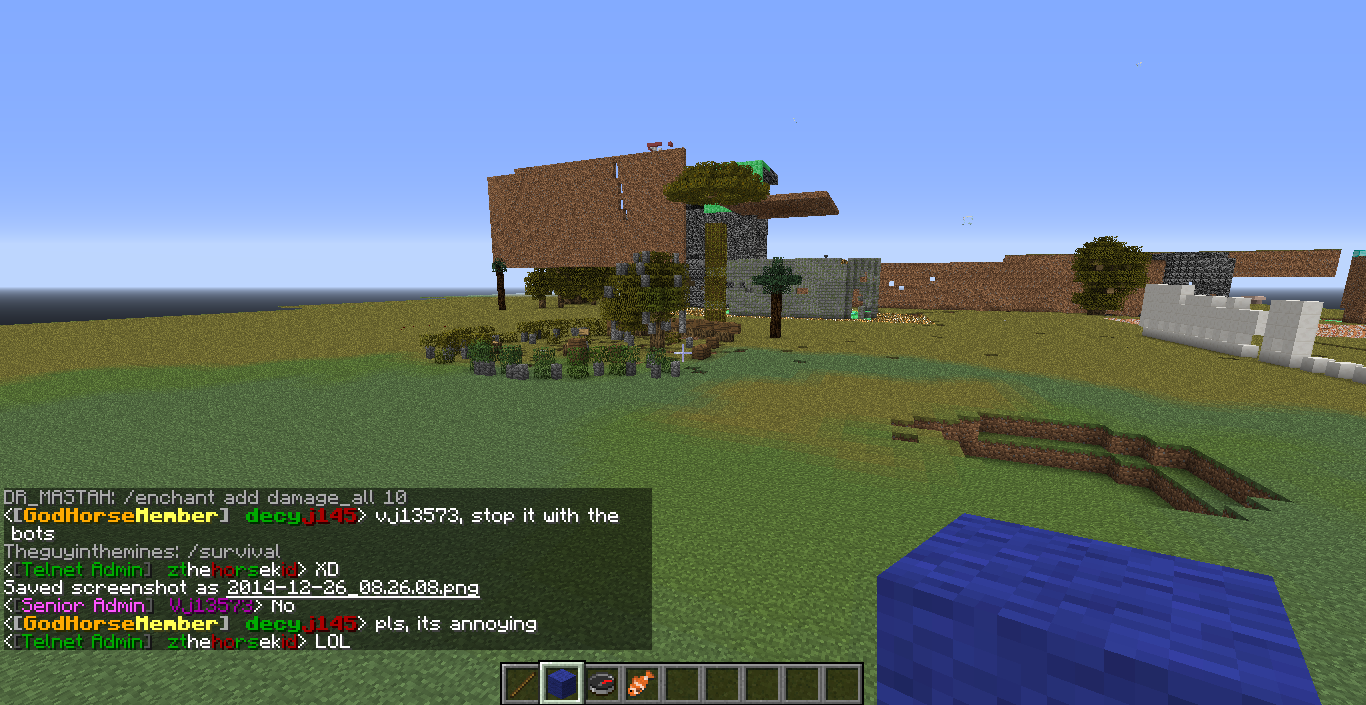 DR_MASTAH: /enchant add damage_all 10
<[GodHorseMember] decyj145> vj13573, stop it with the
bots
Theguyinthemines: /survival
<[Telnet Admin] zthehorsekid> XD
Saved screenshot as 2014-12-26_08.26.08.png
<[Senior Admin] Vj13573> No
<[GodHorseMember] decyj145> pls, its annoying
<[Telnet Admin] zthehorsekid> LOL